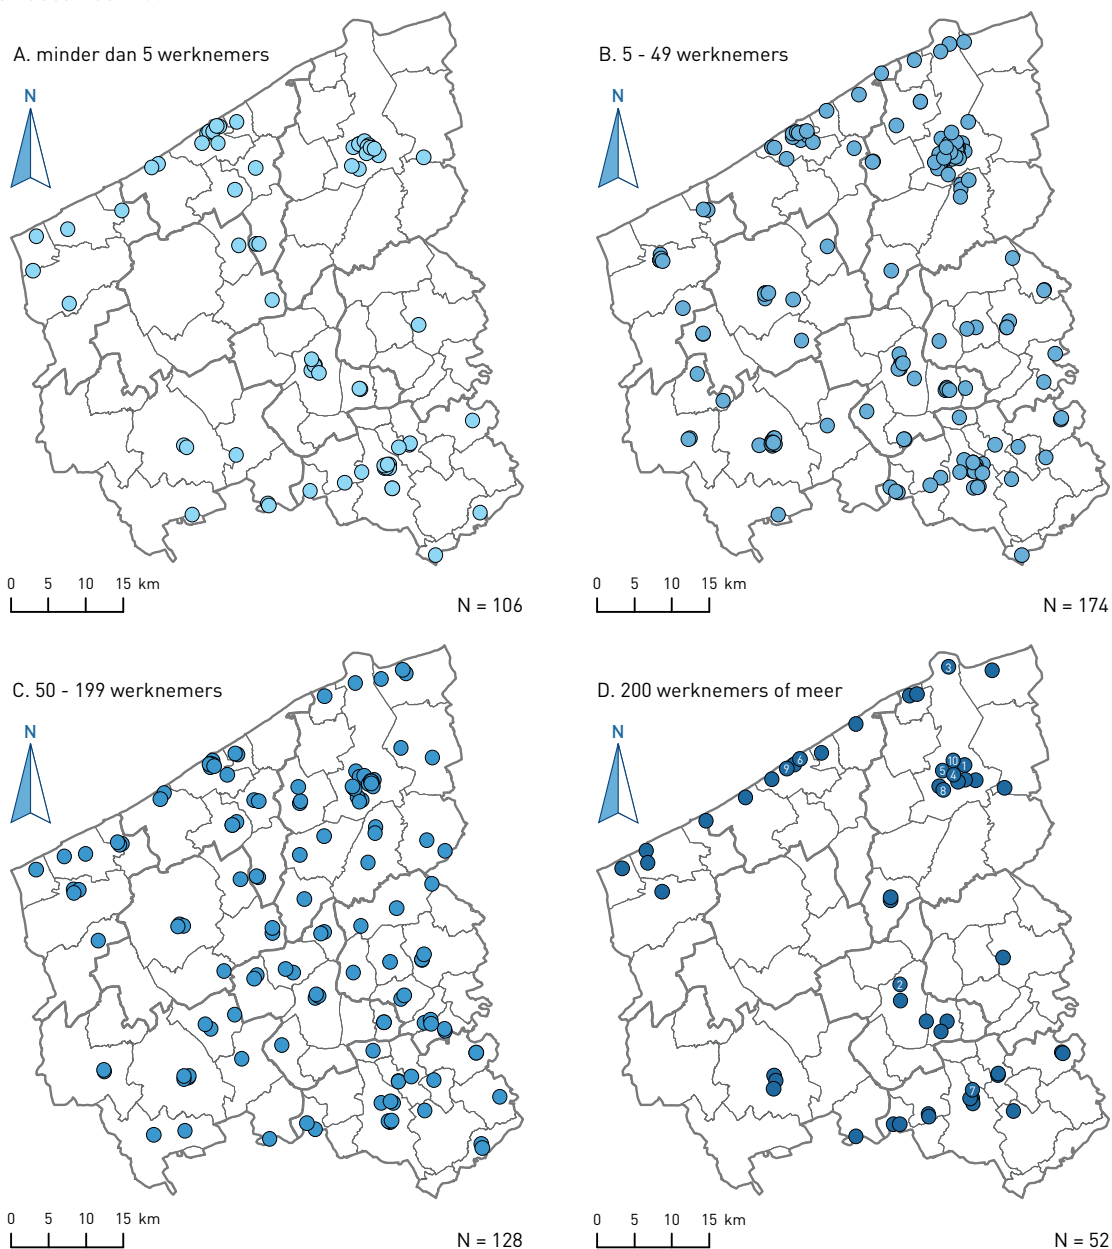 A. minder dan 5 werknemers
N
0 5 10 15 km
N = 106
B. 5 - 49 werknemers
N
0 5 10 15 km
N = 174
C. 50 - 199 werknemers
N
0 5 10 15 km
N = 128
D. 200 werknemers of meer
N
3
9 6
10
1
5
4
8
2
7
0 5 10 15 km
N = 52